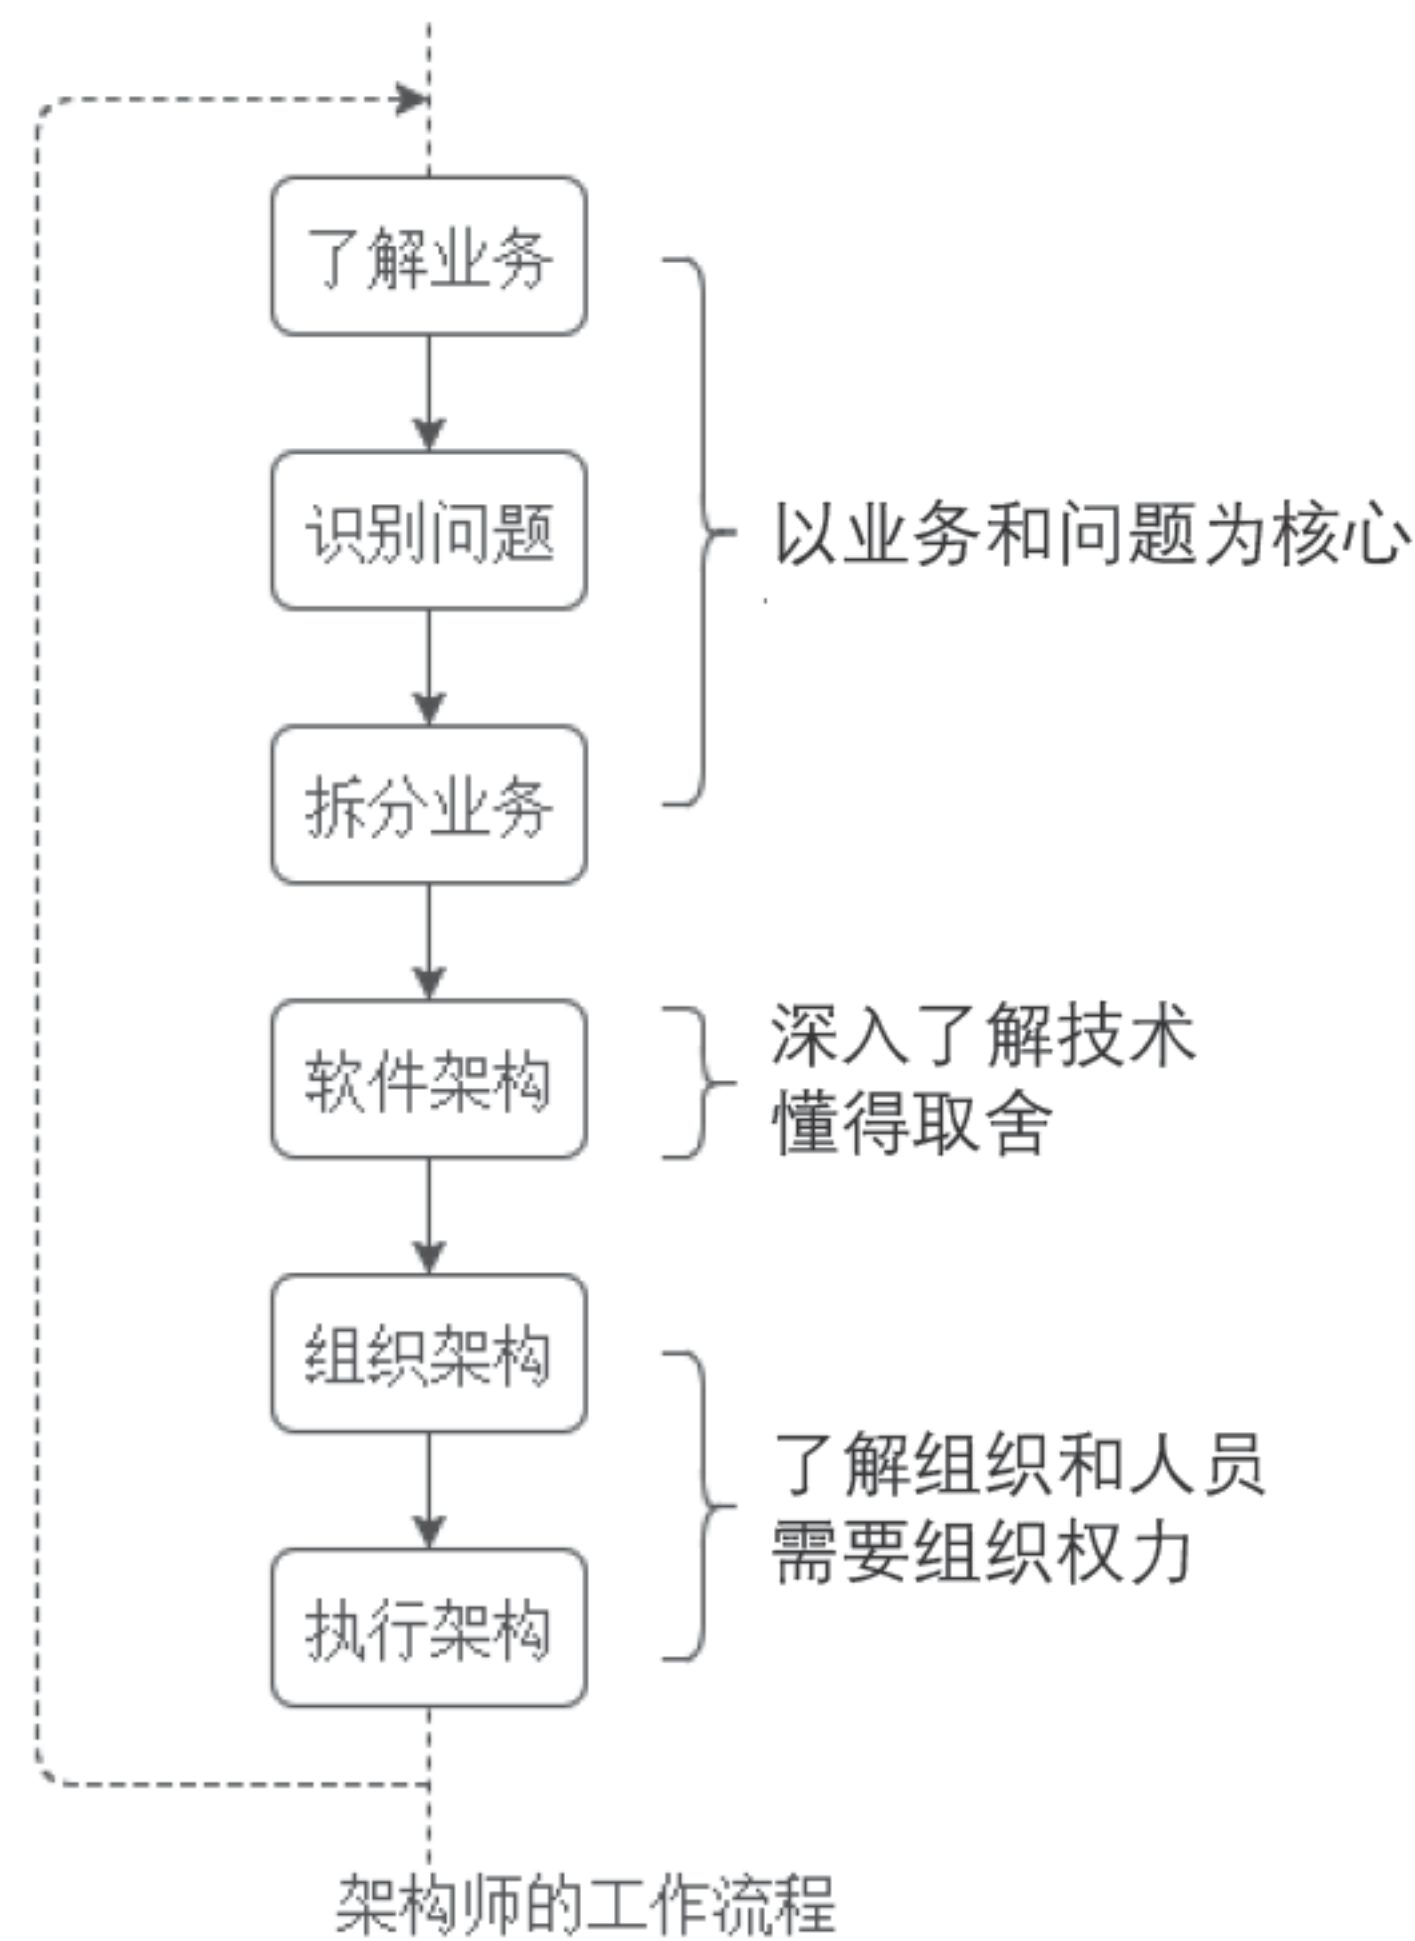 了解业务
识别问题
以业务和问题为核心
拆分业务
软件架构
深入了解技术
懂得取舍
组织架构
了解组织和人员
需要组织权力
执行架构
架构师的工作流程